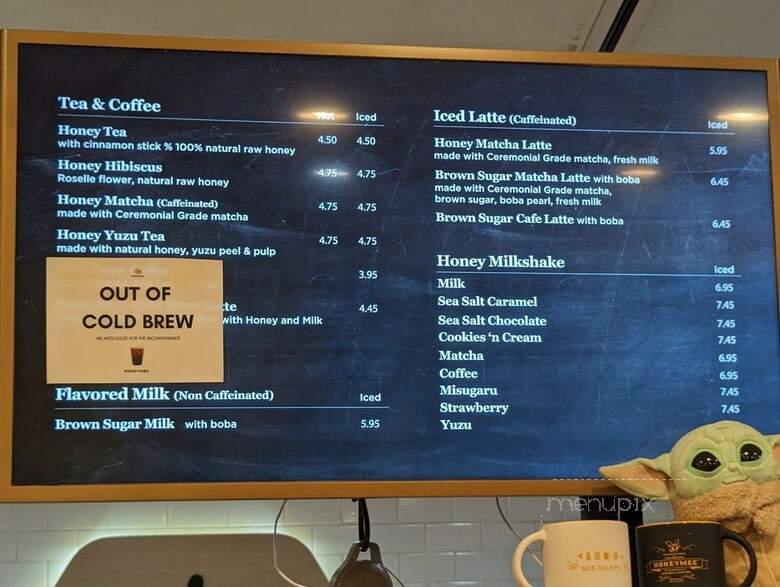 Tea & Coffee
Hot Iced
Honey Tea
with cinnamon stick % 100% natural raw honey 4.50 4.50
Honey Hibiscus
Roselle flower, natural raw honey 4.75 4.75
Honey Matcha (Caffeinated)
made with Ceremonial Grade matcha 4.75 4.75
Honey Yuzu Tea
made with natural honey, yuzu peel & pulp 4.75 4.75
3.95
4.45
with Honey and Milk
OUT OF
COLD BREW
WE APOLOGIZE FOR THE INCONVENIENCE
HONEYMEE
Flavored Milk (Non Caffeinated) Iced
Brown Sugar Milk with boba 5.95
Iced Latte (Caffeinated) Iced
Honey Matcha Latte 5.95
made with Ceremonial Grade matcha, fresh milk
Brown Sugar Matcha Latte with boba 6.45
made with Ceremonial Grade matcha,
brown sugar, boba pearl, fresh milk
Brown Sugar Cafe Latte with boba 6.45
Honey Milkshake Iced
Milk 6.95
Sea Salt Caramel 7.45
Sea Salt Chocolate 7.45
Cookies 'n Cream 7.45
Matcha 6.95
Coffee 6.95
Misugaru 7.45
Strawberry 7.45
Yuzu
menupix
BEE HAPPY
HONEYMEE